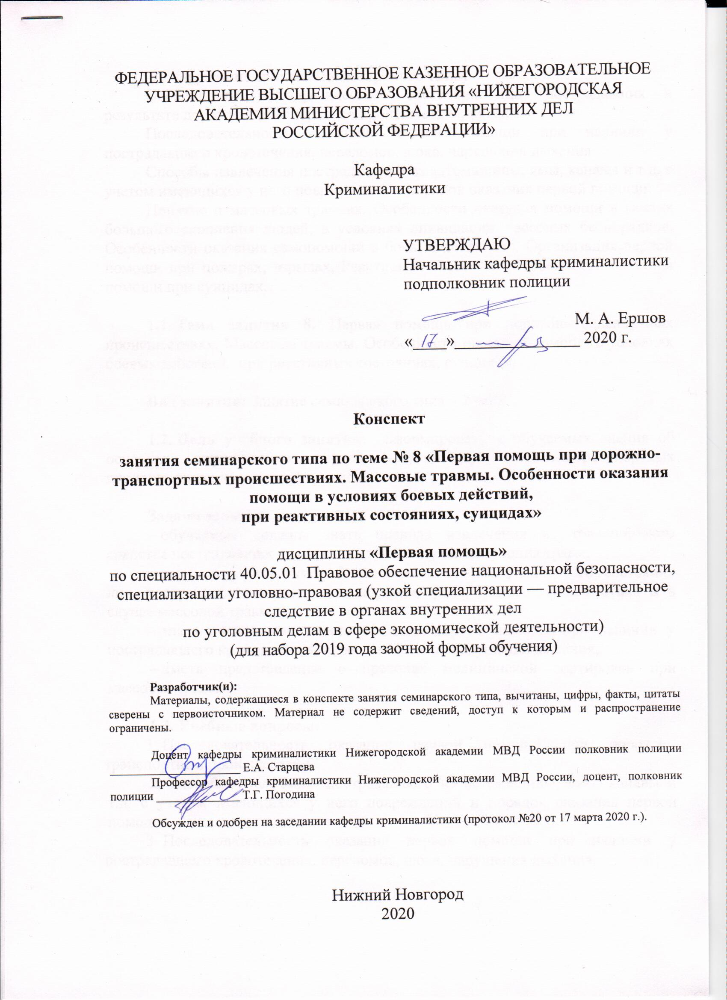 ФЕДЕРАЛЬНОЕ ГОСУДАРСТВЕННОЕ КАЗЕННОЕ ОБРАЗОВАТЕЛЬНОЕ
УЧРЕЖДЕНИЕ ВЫСШЕГО ОБРАЗОВАНИЯ «НИЖЕГОРОДСКАЯ
АКАДЕМИЯ МИНИСТЕРСТВА ВНУТРЕННИХ ДЕЛ
РОССИЙСКОЙ ФЕДЕРАЦИИ»
Кафедра
Криминалистики
УТВЕРЖДАЮ
Начальник кафедры криминалистики
подполковник полиции
М. А. Ершов
«17» 2020 г.
Конспект
занятия семинарского типа по теме № 8 «Первая помощь при дорожно-
транспортных происшествиях. Массовые травмы. Особенности оказания
помощи в условиях боевых действий,
при реактивных состояниях, суицидах»
дисциплины «Первая помощь»
по специальности 40.05.01 Правовое обеспечение национальной безопасности,
специализации уголовно-правовая (узкой специализации — предварительное
следствие в органах внутренних дел
по уголовным делам в сфере экономической деятельности)
(для набора 2019 года заочной формы обучения)
Разработчик(и):
Материалы, содержащиеся в конспекте занятия семинарского типа, вычитаны, цифры, факты, цитаты
сверены с первоисточником. Материал не содержит сведений, доступ к которым и распространение
ограничены.
Доцент кафедры криминалистики Нижегородской академии МВД России полковник полиции
Е.А. Старцева
Профессор кафедры криминалистики Нижегородской академии МВД России, доцент, полковник
полиции Т.Г. Погодина
Обсужден и одобрен на заседании кафедры криминалистики (протокол №20 от 17 марта 2020 г.).
Нижний Новгород
2020